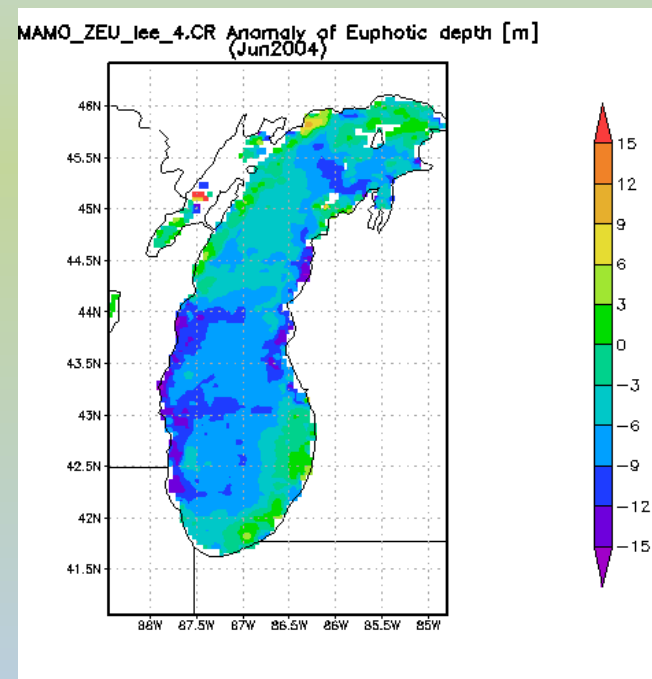 MAMO_ZEU_lee_4.CR Anomaly of Euphotic depth [m]
(Jun2004)
46N
45.5N
45N
44.5N
44N
43.5N
43N
42.5N
42N
41.5N
88W 87.5W 87W 86.5W 86W 85.5W 85W
15
12
9
6
3
0
−3
−6
−9
−12
−15